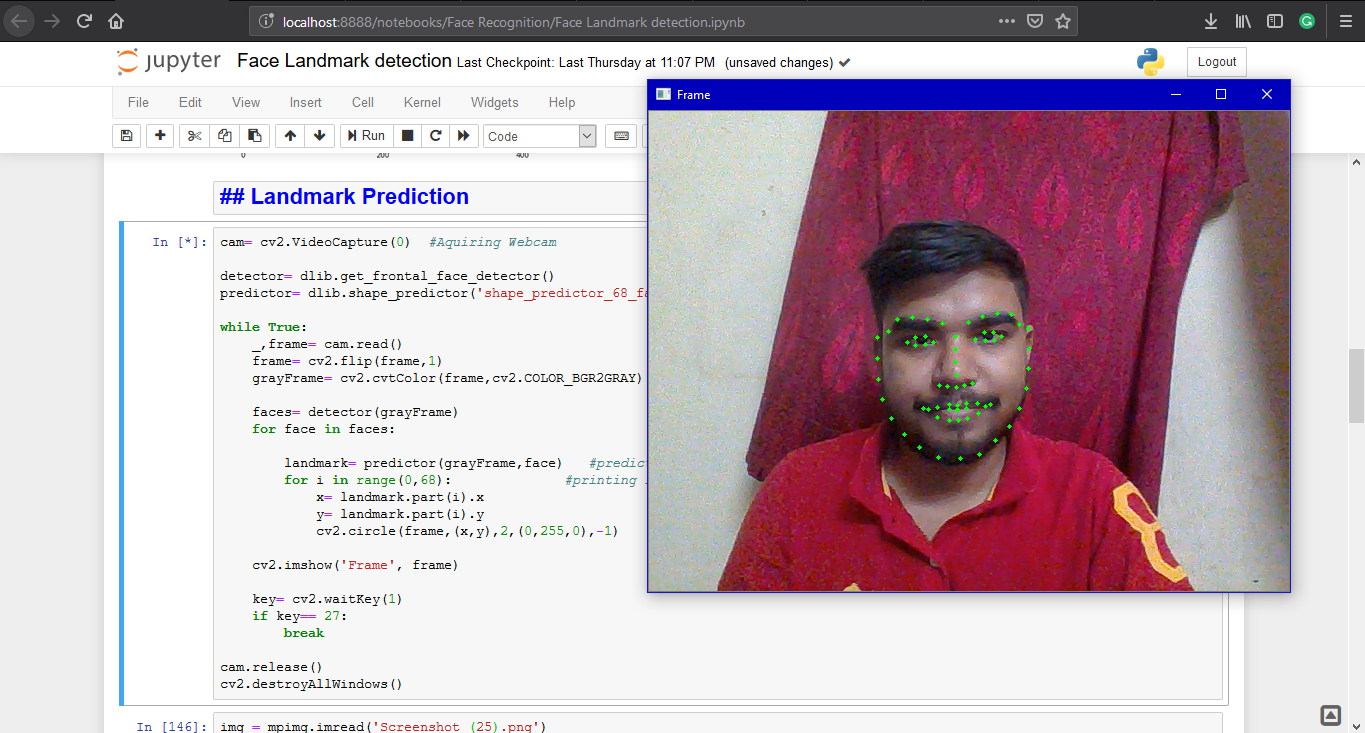 localhost:8888/notebooks/Face Recognition/Face Landmark detection.ipynb
jupyter Face Landmark detection Last Checkpoint: Last Thursday at 11:07 PM (unsaved changes)
Logout
File Edit View Insert Cell Kernel Widgets Help
Run Code
0 200 400
## Landmark Prediction
In [*]:
cam= cv2.VideoCapture(0) #Aquiring Webcam
detector= dlib.get_frontal_face_detector()
predictor= dlib.shape_predictor('shape_predictor_68_fa
while True:
_,frame= cam.read()
frame= cv2.flip(frame,1)
grayFrame= cv2.cvtColor(frame,cv2.COLOR_BGR2GRAY)
faces= detector(grayFrame)
for face in faces:
landmark= predictor(grayFrame,face) #predict
for i in range(0,68): #printing
x= landmark.part(i).x
y= landmark.part(i).y
cv2.circle(frame,(x,y),2,(0,255,0),-1)
cv2.imshow('Frame', frame)
key= cv2.waitKey(1)
if key== 27:
break
cam.release()
cv2.destroyAllWindows()
In [146]: img = mpimg.imread('Screenshot (25).png')
Frame